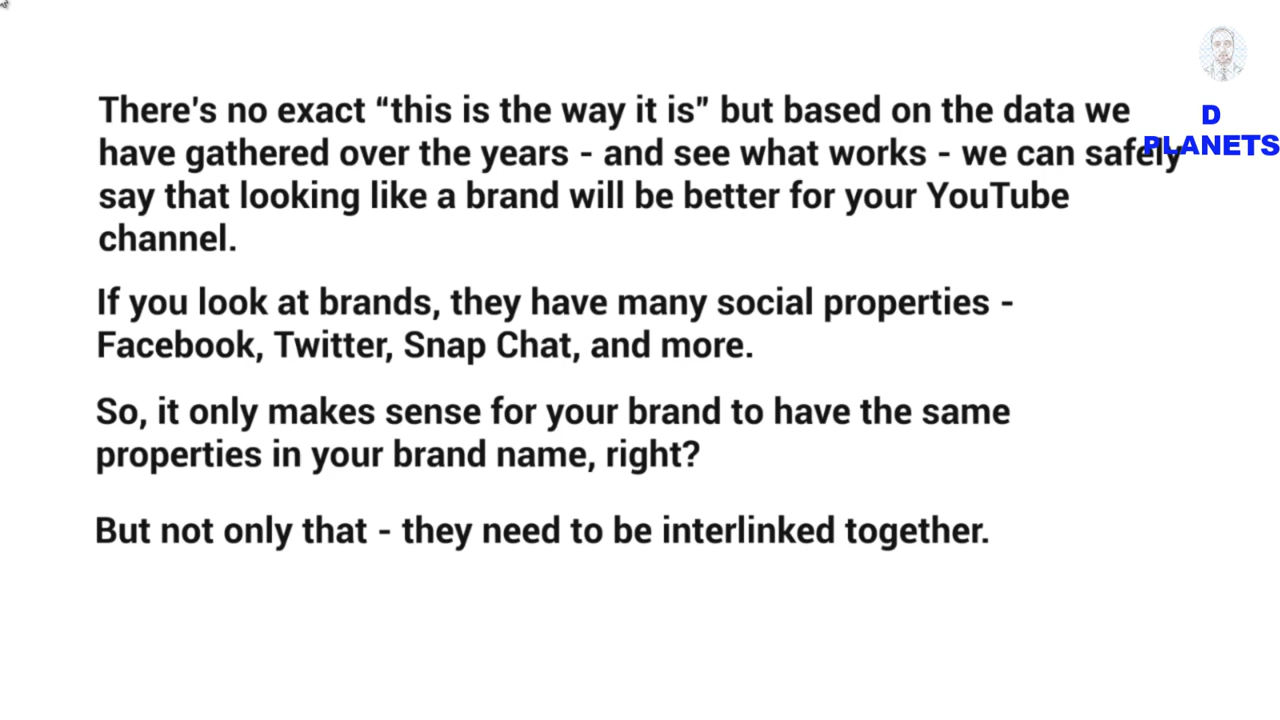 There's no exact “this is the way it is” but based on the data we
have gathered over the years - and see what works - we can safely
say that looking like a brand will be better for your YouTube
channel.
If you look at brands, they have many social properties -
Facebook, Twitter, Snap Chat, and more.
So, it only makes sense for your brand to have the same
properties in your brand name, right?
But not only that - they need to be interlinked together.
D
PLANETS